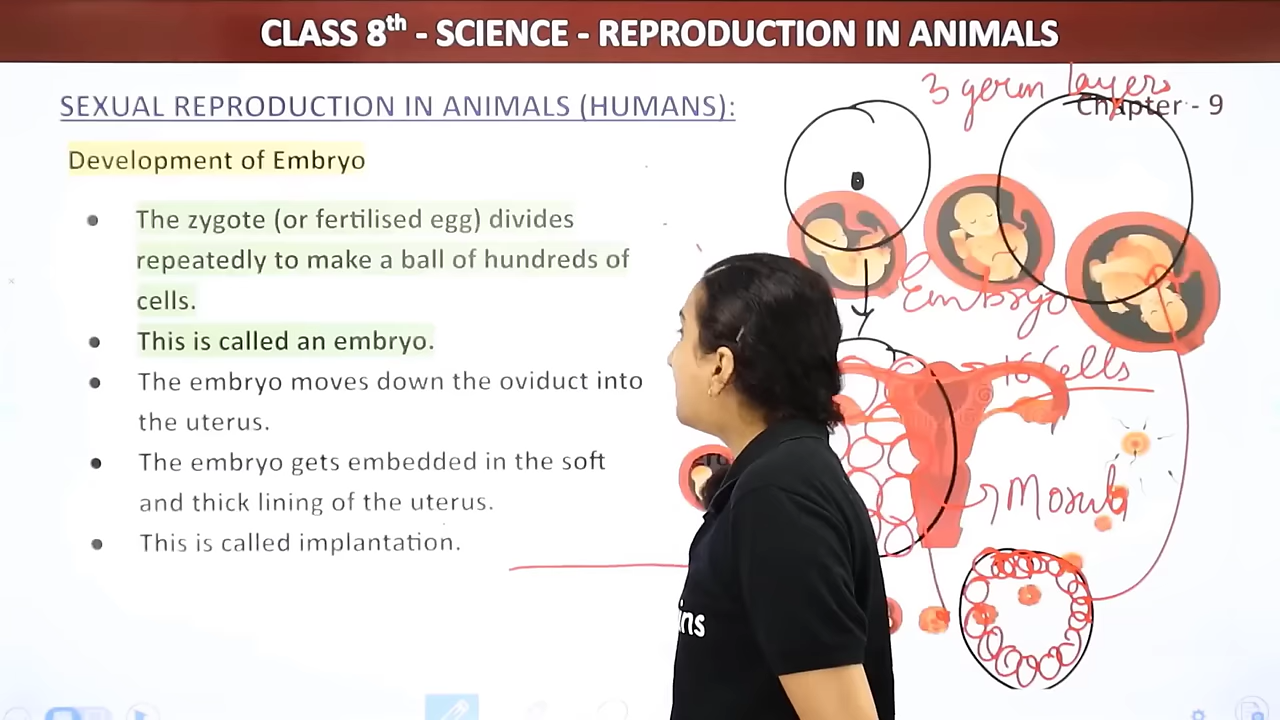 CLASS 8th - SCIENCE - REPRODUCTION IN ANIMALS
3 germ layers
SEXUAL REPRODUCTION IN ANIMALS (HUMANS):
Chapter - 9
Development of Embryo
• The zygote (or fertilised egg) divides
repeatedly to make a ball of hundreds of
cells.
Embryo
• This is called an embryo.
16 Cells
• The embryo moves down the oviduct into
the uterus.
• The embryo gets embedded in the soft
and thick lining of the uterus.
Morula
• This is called implantation.
ins